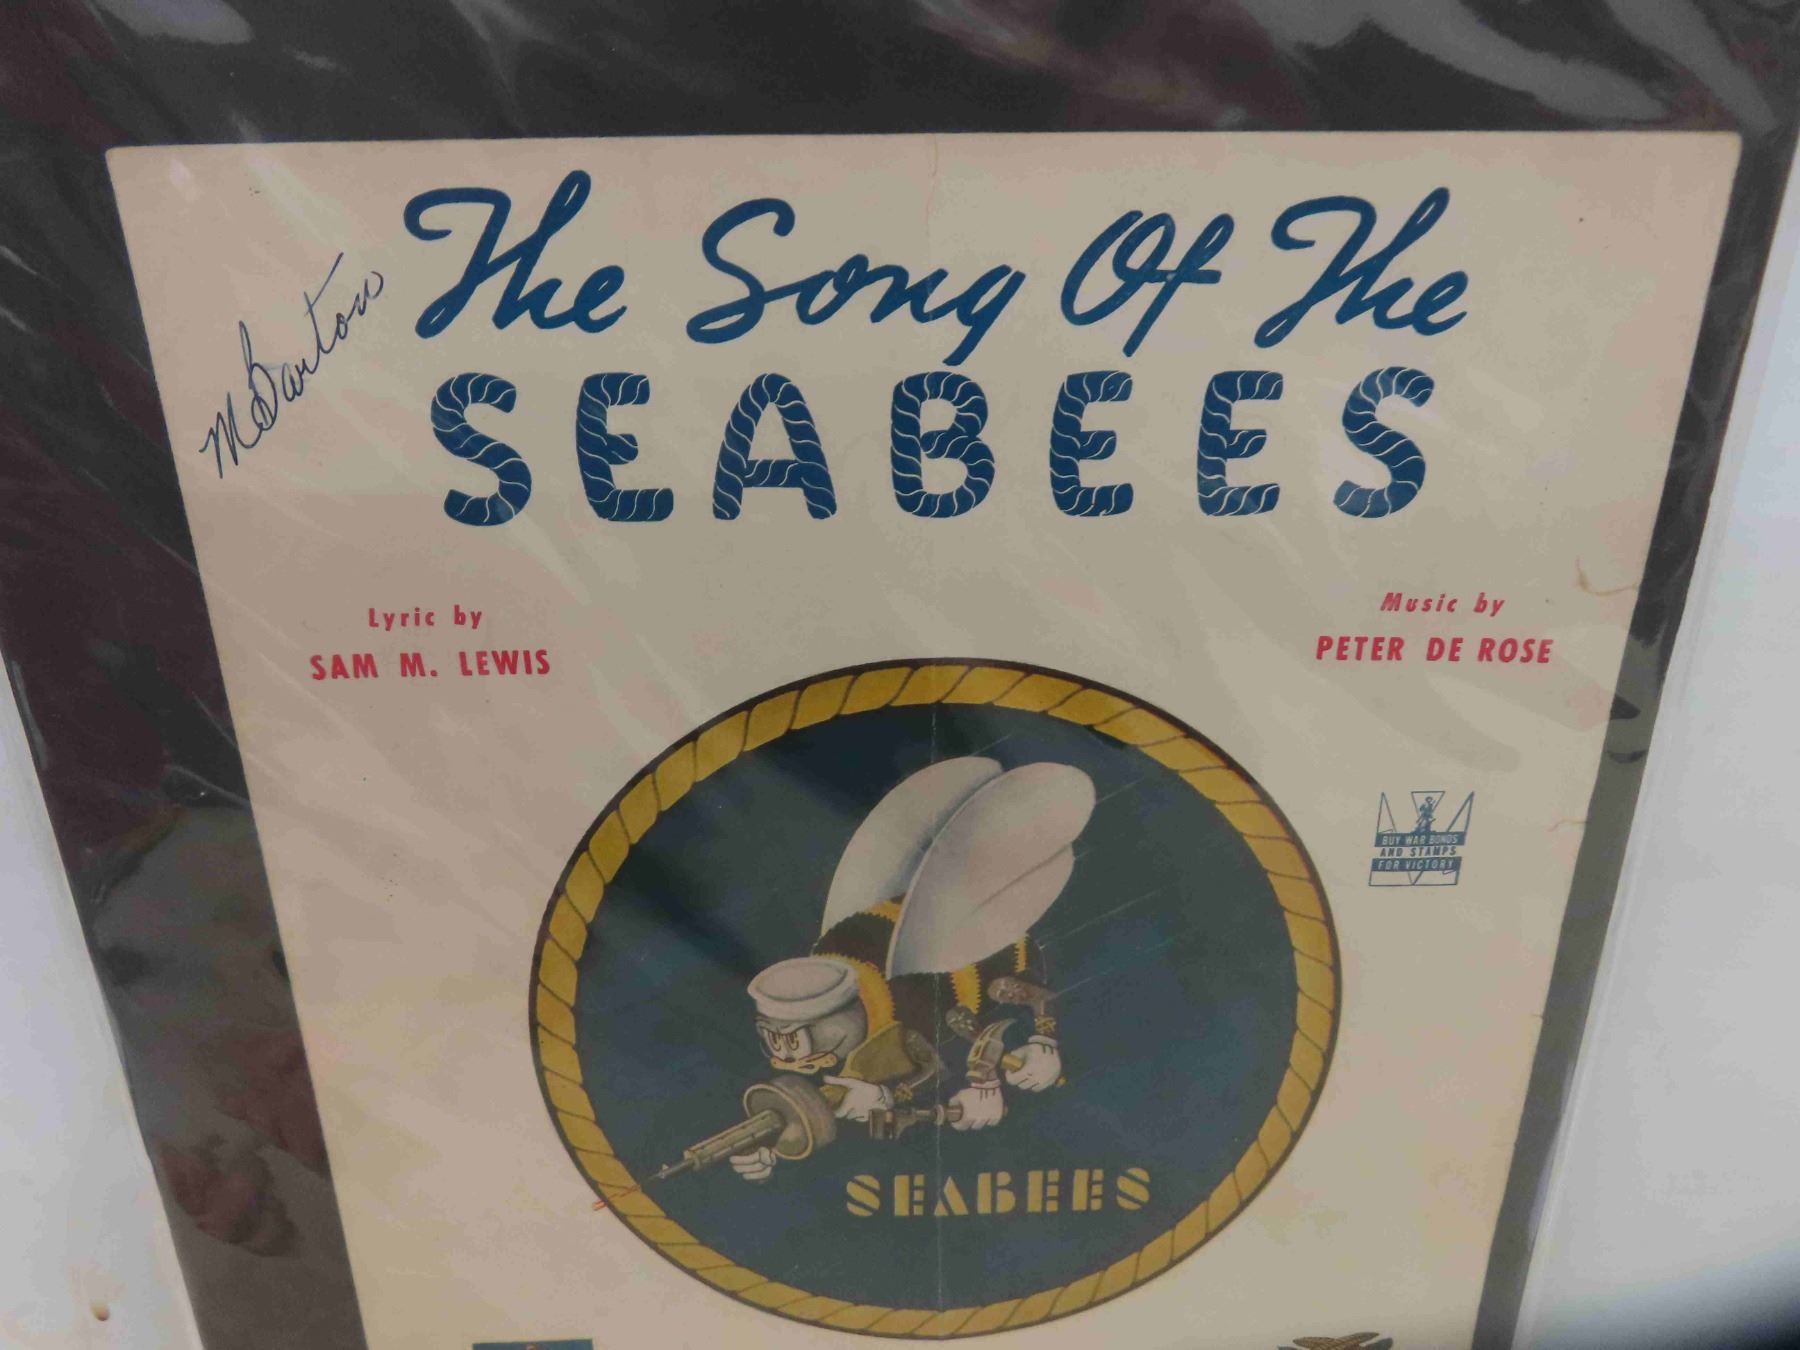 The Song Of The
SEABEES
M Barton
Lyric by
SAM M. LEWIS
Music by
PETER DE ROSE
BUY WAR BONDS
AND STAMPS
FOR VICTORY
SEABEES